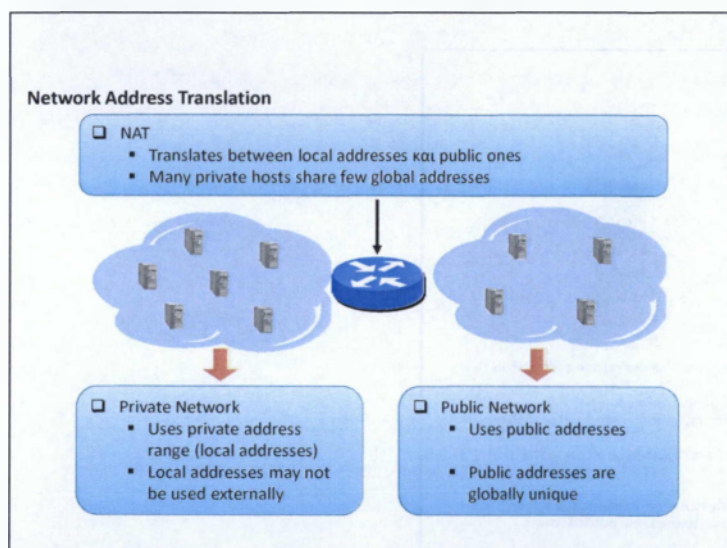 Network Address Translation
❑ NAT
▪ Translates between local addresses και public ones
▪ Many private hosts share few global addresses
❑ Private Network
▪ Uses private address
range (local addresses)
▪ Local addresses may not
be used externally
❑ Public Network
▪ Uses public addresses
▪ Public addresses are
globally unique